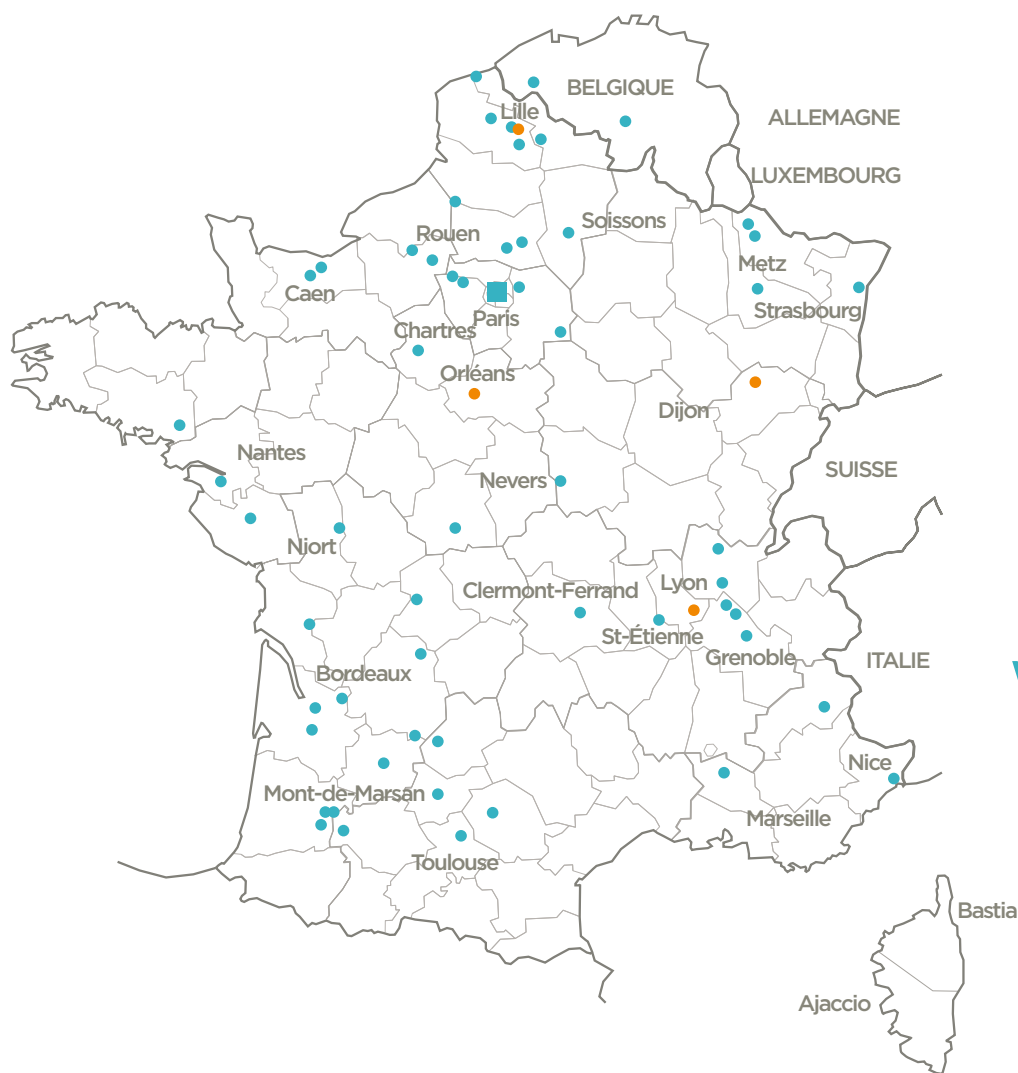 BELGIQUE
Lille
ALLEMAGNE
LUXEMBOURG
Soissons
Rouen
Metz
Caen
Strasbourg
Paris
Chartres
Orléans
Dijon
Nantes
SUISSE
Nevers
Niort
Lyon
Clermont-Ferrand
St-Étienne
Grenoble
ITALIE
Bordeaux
Nice
Mont-de-Marsan
Marseille
Toulouse
Bastia
Ajaccio